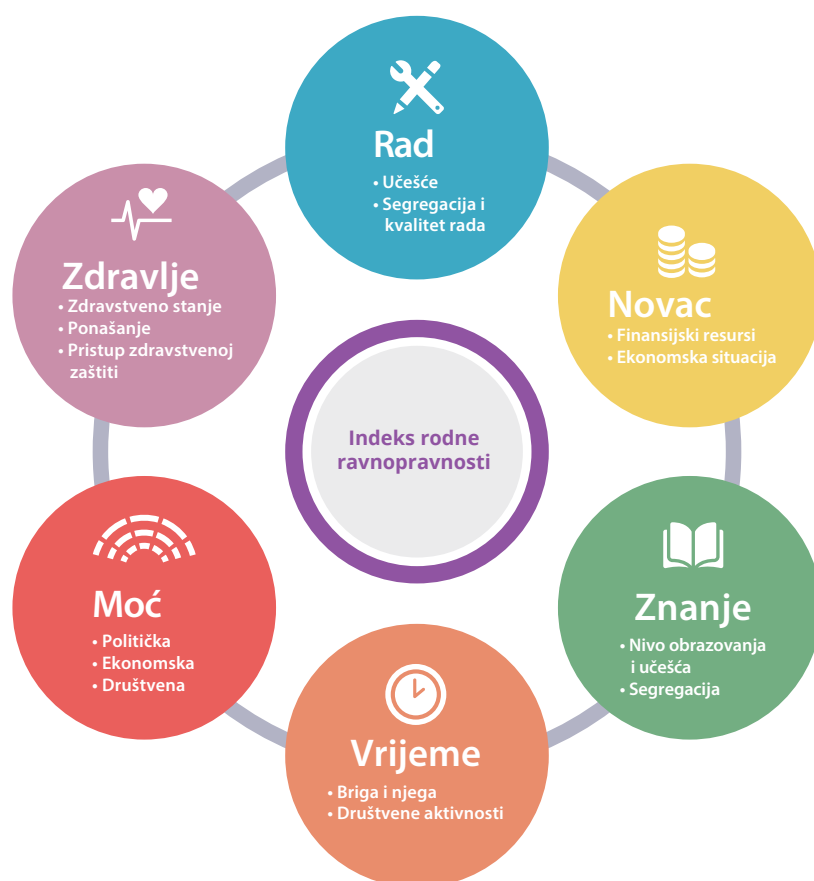 Rad
• Učešće
• Segregacija i
kvalitet rada
Novac
• Finansijski resursi
• Ekonomska situacija
Znanje
• Nivo obrazovanja
i učešća
• Segregacija
Vrijeme
• Briga i njega
• Društvene aktivnosti
Moć
• Politička
• Ekonomska
• Društvena
Zdravlje
• Zdravstveno stanje
• Ponašanje
• Pristup zdravstvenoj
zaštiti
Indeks rodne
ravnopravnosti